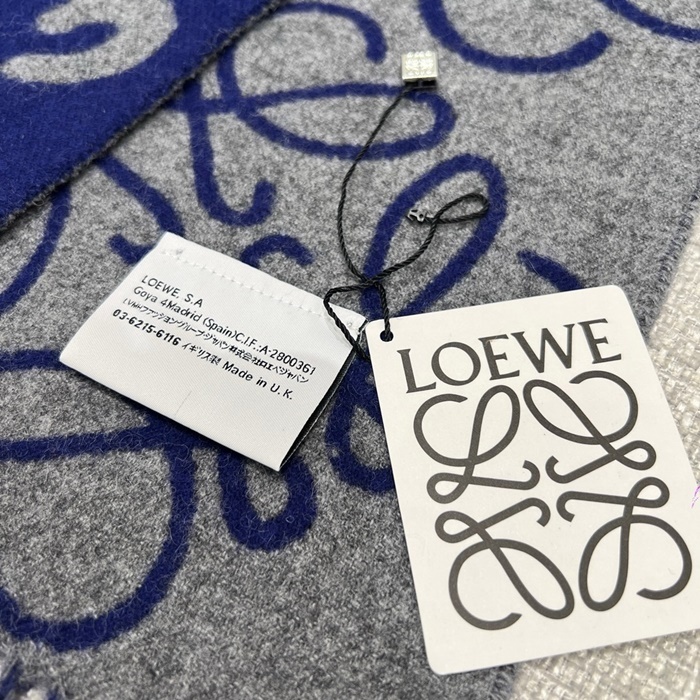 LOEWE, S.A
Goya 4Madrid (Spain)C.I.F.:A-2800361
LVMHファッション・グループ・ジャパン株式会社ロエベジャパン
03-6215-6116 イギリス製 Made in U.K.
LOEWE